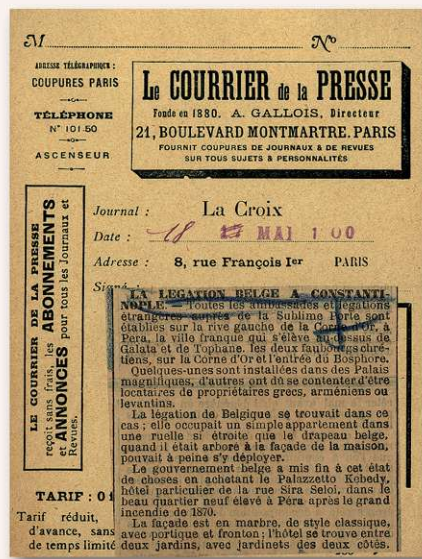 M
Nº
ADRESSE TÉLÉGRAPHIQUE :
COUPURES PARIS
TÉLÉPHONE
N° 101-50
ASCENSEUR
Le COURRIER de la PRESSE
Fondé en 1880. A. GALLOIS, Directeur
21, BOULEVARD MONTMARTRE. PARIS
FOURNIT COUPURES DE JOURNAUX & DE REVUES
SUR TOUS SUJETS & PERSONNALITÉS
LE COURRIER DE LA PRESSE
reçoit sans frais, les ABONNEMENTS
et ANNONCES pour tous les Journaux et
Revues.
Journal : La Croix
Date : 18 MAI 1 00
Adresse : 8, rue François Ier PARIS
Signé :
LA LEGATION BELGE A CONSTANTI-
NOPLE. — Toutes les ambassades et légations
étrangères auprès de la Sublime Porte sont
établies sur la rive gauche de la Corne d'Or, à
Pera, la ville franque qui s'élève au-dessus de
Galata et de Tophane, les deux faubourgs chré-
tiens, sur la Corne d'Or et l'entrée du Bosphore.
Quelques-unes sont installées dans des Palais
magnifiques, d'autres ont dû se contenter d'être
locataires de propriétaires grecs, arméniens ou
levantins.
La légation de Belgique se trouvait dans ce
cas ; elle occupait un simple appartement dans
une ruelle si étroite que le drapeau belge,
quand il était arboré à la façade de la maison,
pouvait à peine s'y déployer.
Le gouvernement belge a mis fin à cet état
de choses en achetant le Palazzetto Kobedy,
hôtel particulier de la rue Sira Seloi, dans le
beau quartier neuf élevé à Péra après le grand
incendie de 1870.
La façade est en marbre, de style classique,
avec portique et fronton ; l'hôtel se trouve entre
deux jardins, avec jardinets des deux côtés.
TARIF : 0
Tarif réduit,
d'avance, sans
de temps limité